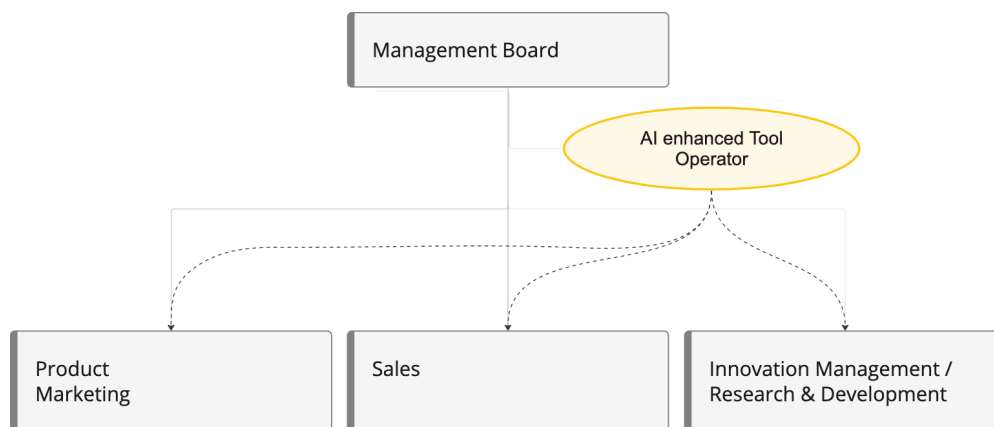 Management Board
AI enhanced Tool
Operator
Product
Marketing
Sales
Innovation Management /
Research & Development